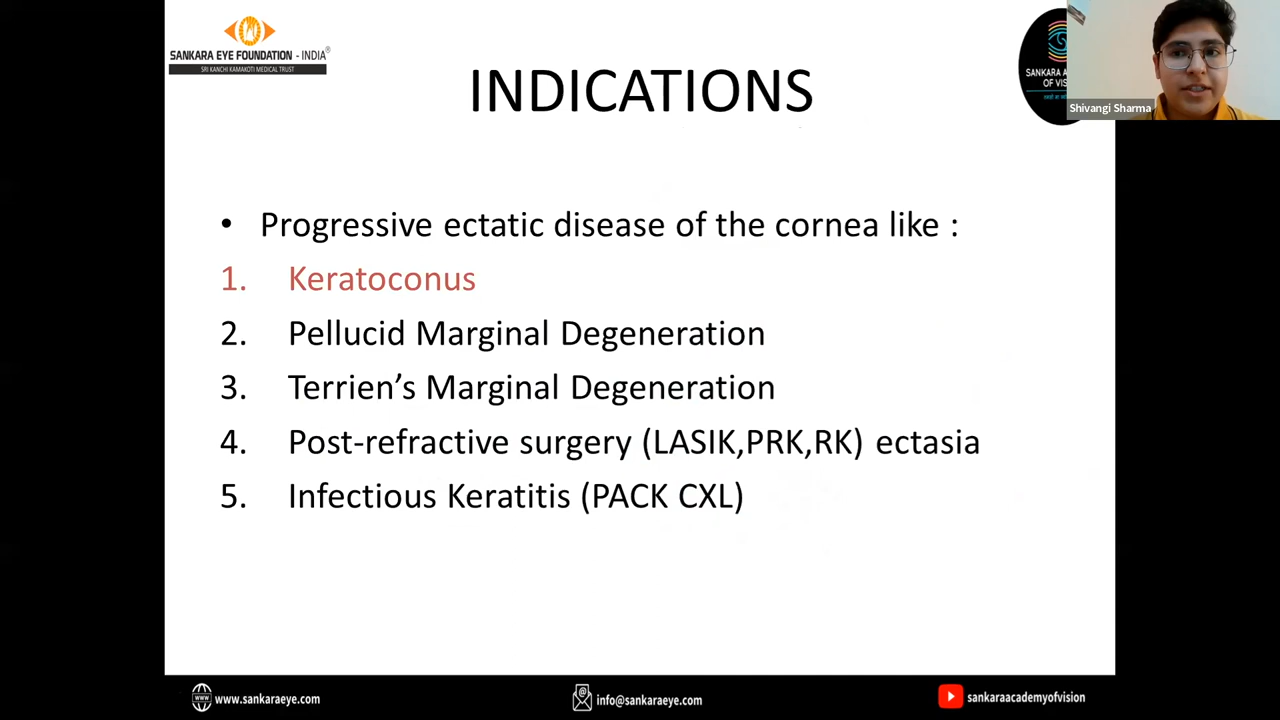 SANKARA EYE FOUNDATION - INDIA®
SRI KANCHI KAMAKOTI MEDICAL TRUST
INDICATIONS
SANKARA A
OF VIS
Shivangi Sharma
• Progressive ectatic disease of the cornea like :
1. Keratoconus
2. Pellucid Marginal Degeneration
3. Terrien’s Marginal Degeneration
4. Post-refractive surgery (LASIK,PRK,RK) ectasia
5. Infectious Keratitis (PACK CXL)
www.sankaraeye.com
info@sankaraeye.com
sankaraacademyofvision